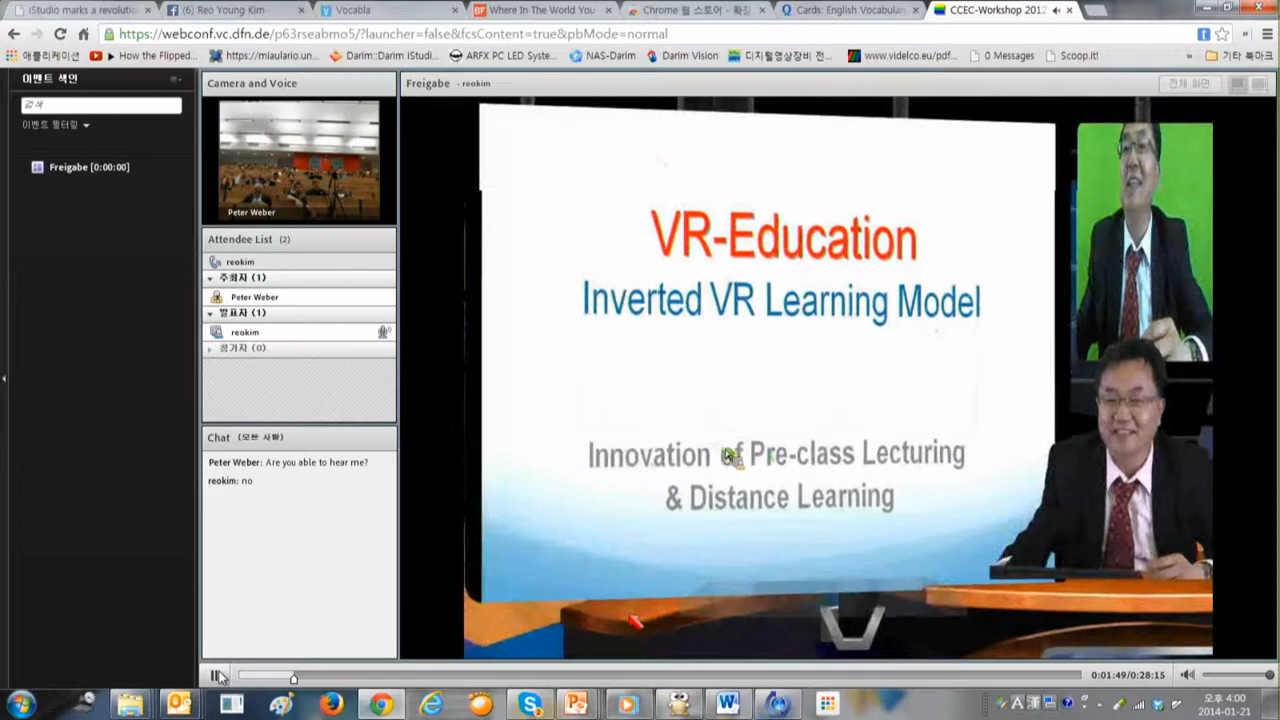 iStudio marks a revolutio
(6) Reo Young Kim
Vocabla
Where In The World You
Chrome 웹 스토어 - 확장
Cards: English Vocabular
CCEC-Workshop 2012
https://webconf.vc.dfn.de/p63rseabmo5/?launcher=false&fcsContent=true&pbMode=normal
애플리케이션
How the Flipped...
https://miaulario.un...
Darim::Darim iStudi...
ARFX PC LED Syste...
NAS-Darim
Darim Vision
디지털영상장비 전...
www.videlco.eu/pdf...
0 Messages
Scoop.it!
»
기타 북마크
이벤트 색인
검색
이벤트 필터링
Freigabe [0:00:00]
Camera and Voice
Peter Weber
Attendee List (2)
reokim
주최자 (1)
Peter Weber
발표자 (1)
reokim
참가자 (0)
Chat (모든 사람)
Peter Weber: Are you able to hear me?
reokim: no
Freigabe - reokim
전체 화면
VR-Education
Inverted VR Learning Model
Innovation of Pre-class Lecturing
& Distance Learning
0:01:49/0:28:15
오후 4:00
2014-01-21